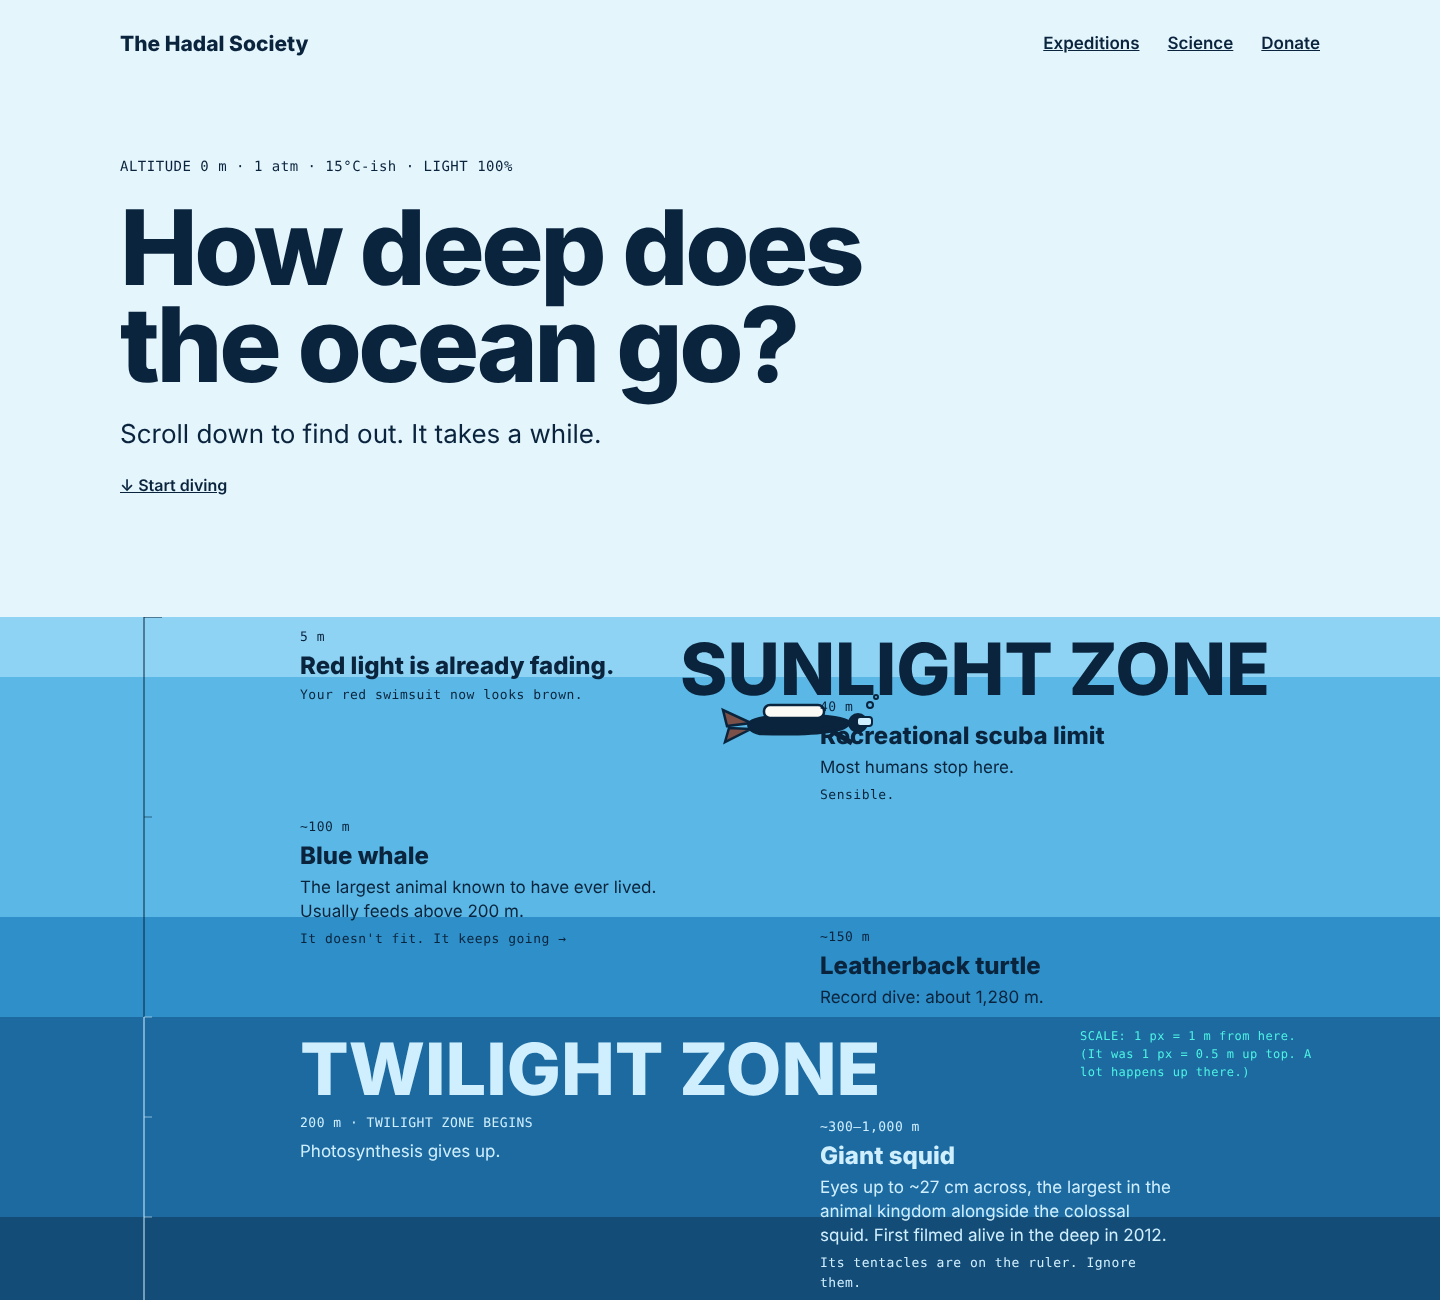 The Hadal Society
Expeditions Science Donate
ALTITUDE 0 m · 1 atm · 15°C-ish · LIGHT 100%
How deep does
the ocean go?
Scroll down to find out. It takes a while.
↓ Start diving
5 m
Red light is already fading.
Your red swimsuit now looks brown.
SUNLIGHT ZONE
40 m
Recreational scuba limit
Most humans stop here.
Sensible.
~100 m
Blue whale
The largest animal known to have ever lived.
Usually feeds above 200 m.
It doesn't fit. It keeps going →
~150 m
Leatherback turtle
Record dive: about 1,280 m.
TWILIGHT ZONE
SCALE: 1 px = 1 m from here.
(It was 1 px = 0.5 m up top. A
lot happens up there.)
200 m · TWILIGHT ZONE BEGINS
Photosynthesis gives up.
~300–1,000 m
Giant squid
Eyes up to ~27 cm across, the largest in the
animal kingdom alongside the colossal
squid. First filmed alive in the deep in 2012.
Its tentacles are on the ruler. Ignore
them.